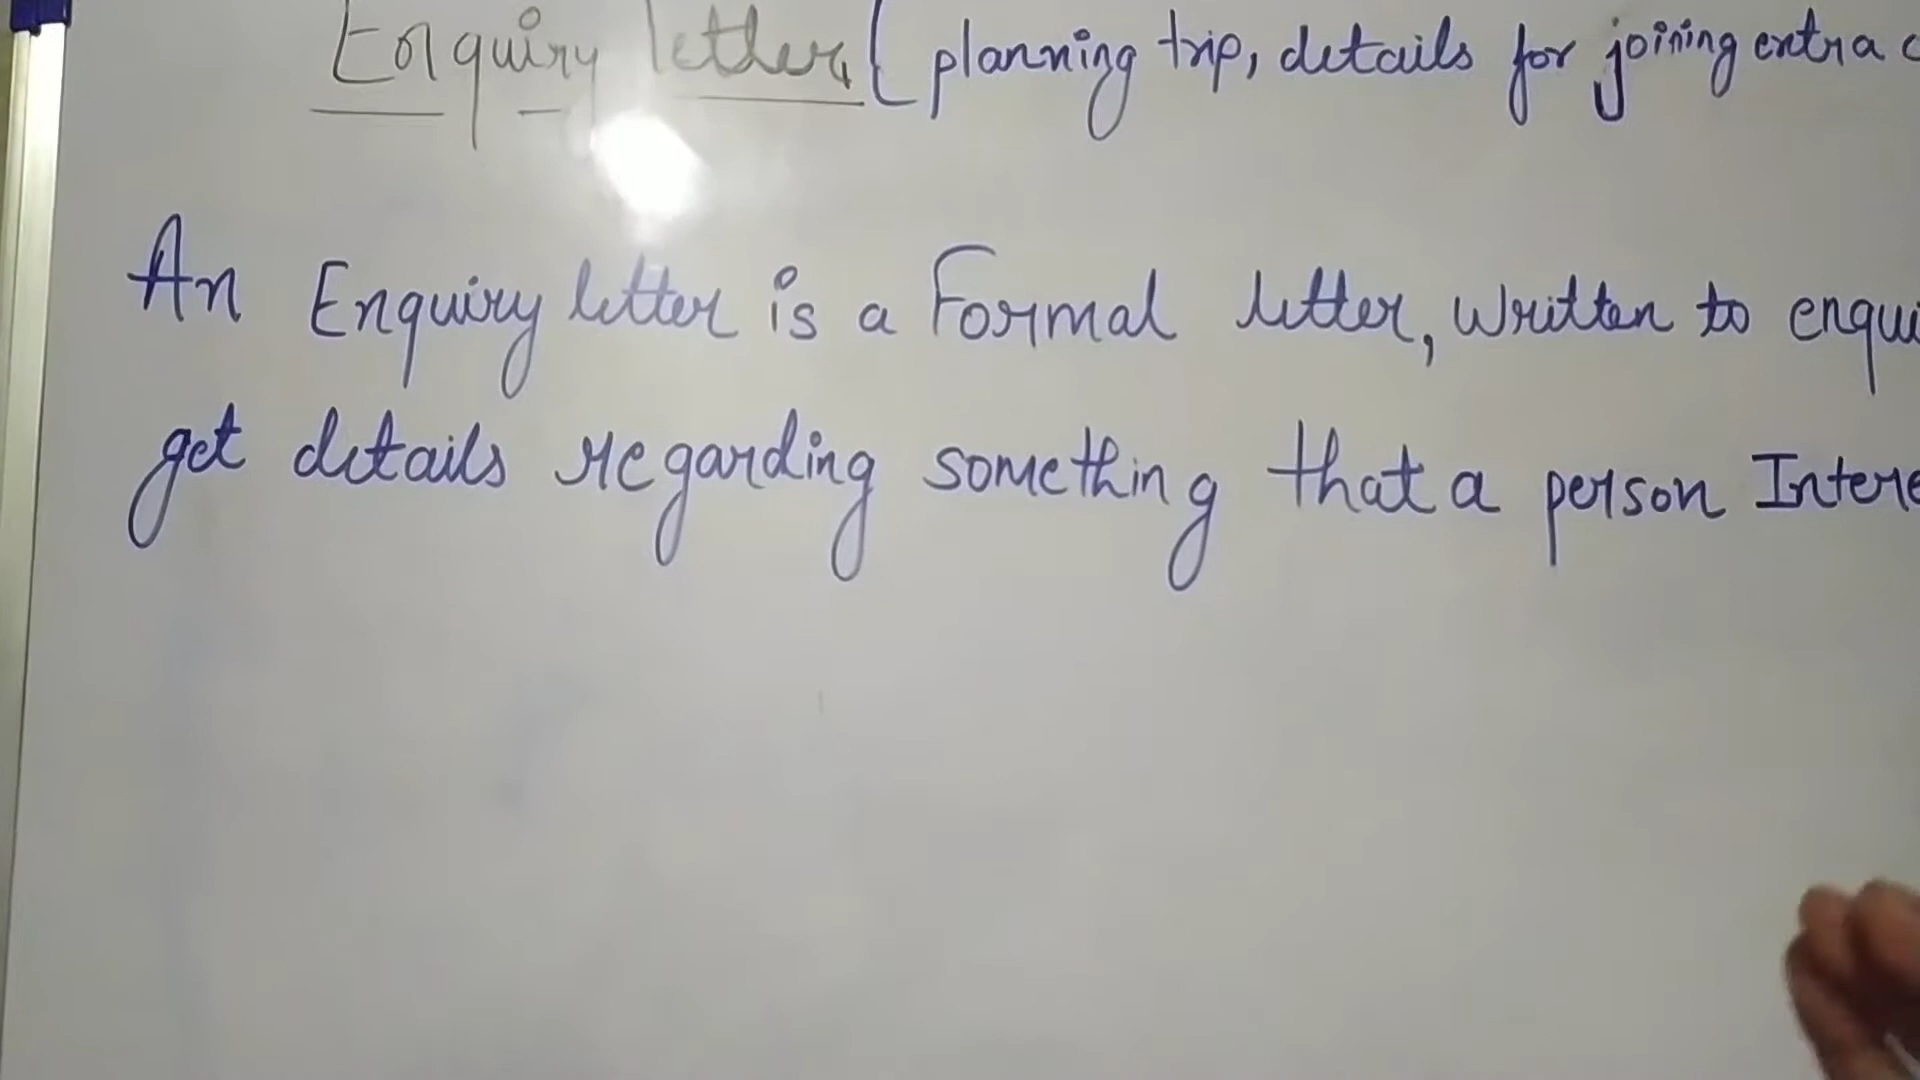 Enquiry letter ( planning trip, details for joining extra c
An Enquiry letter is a Formal letter, written to enqui
get details regarding something that a person Intere